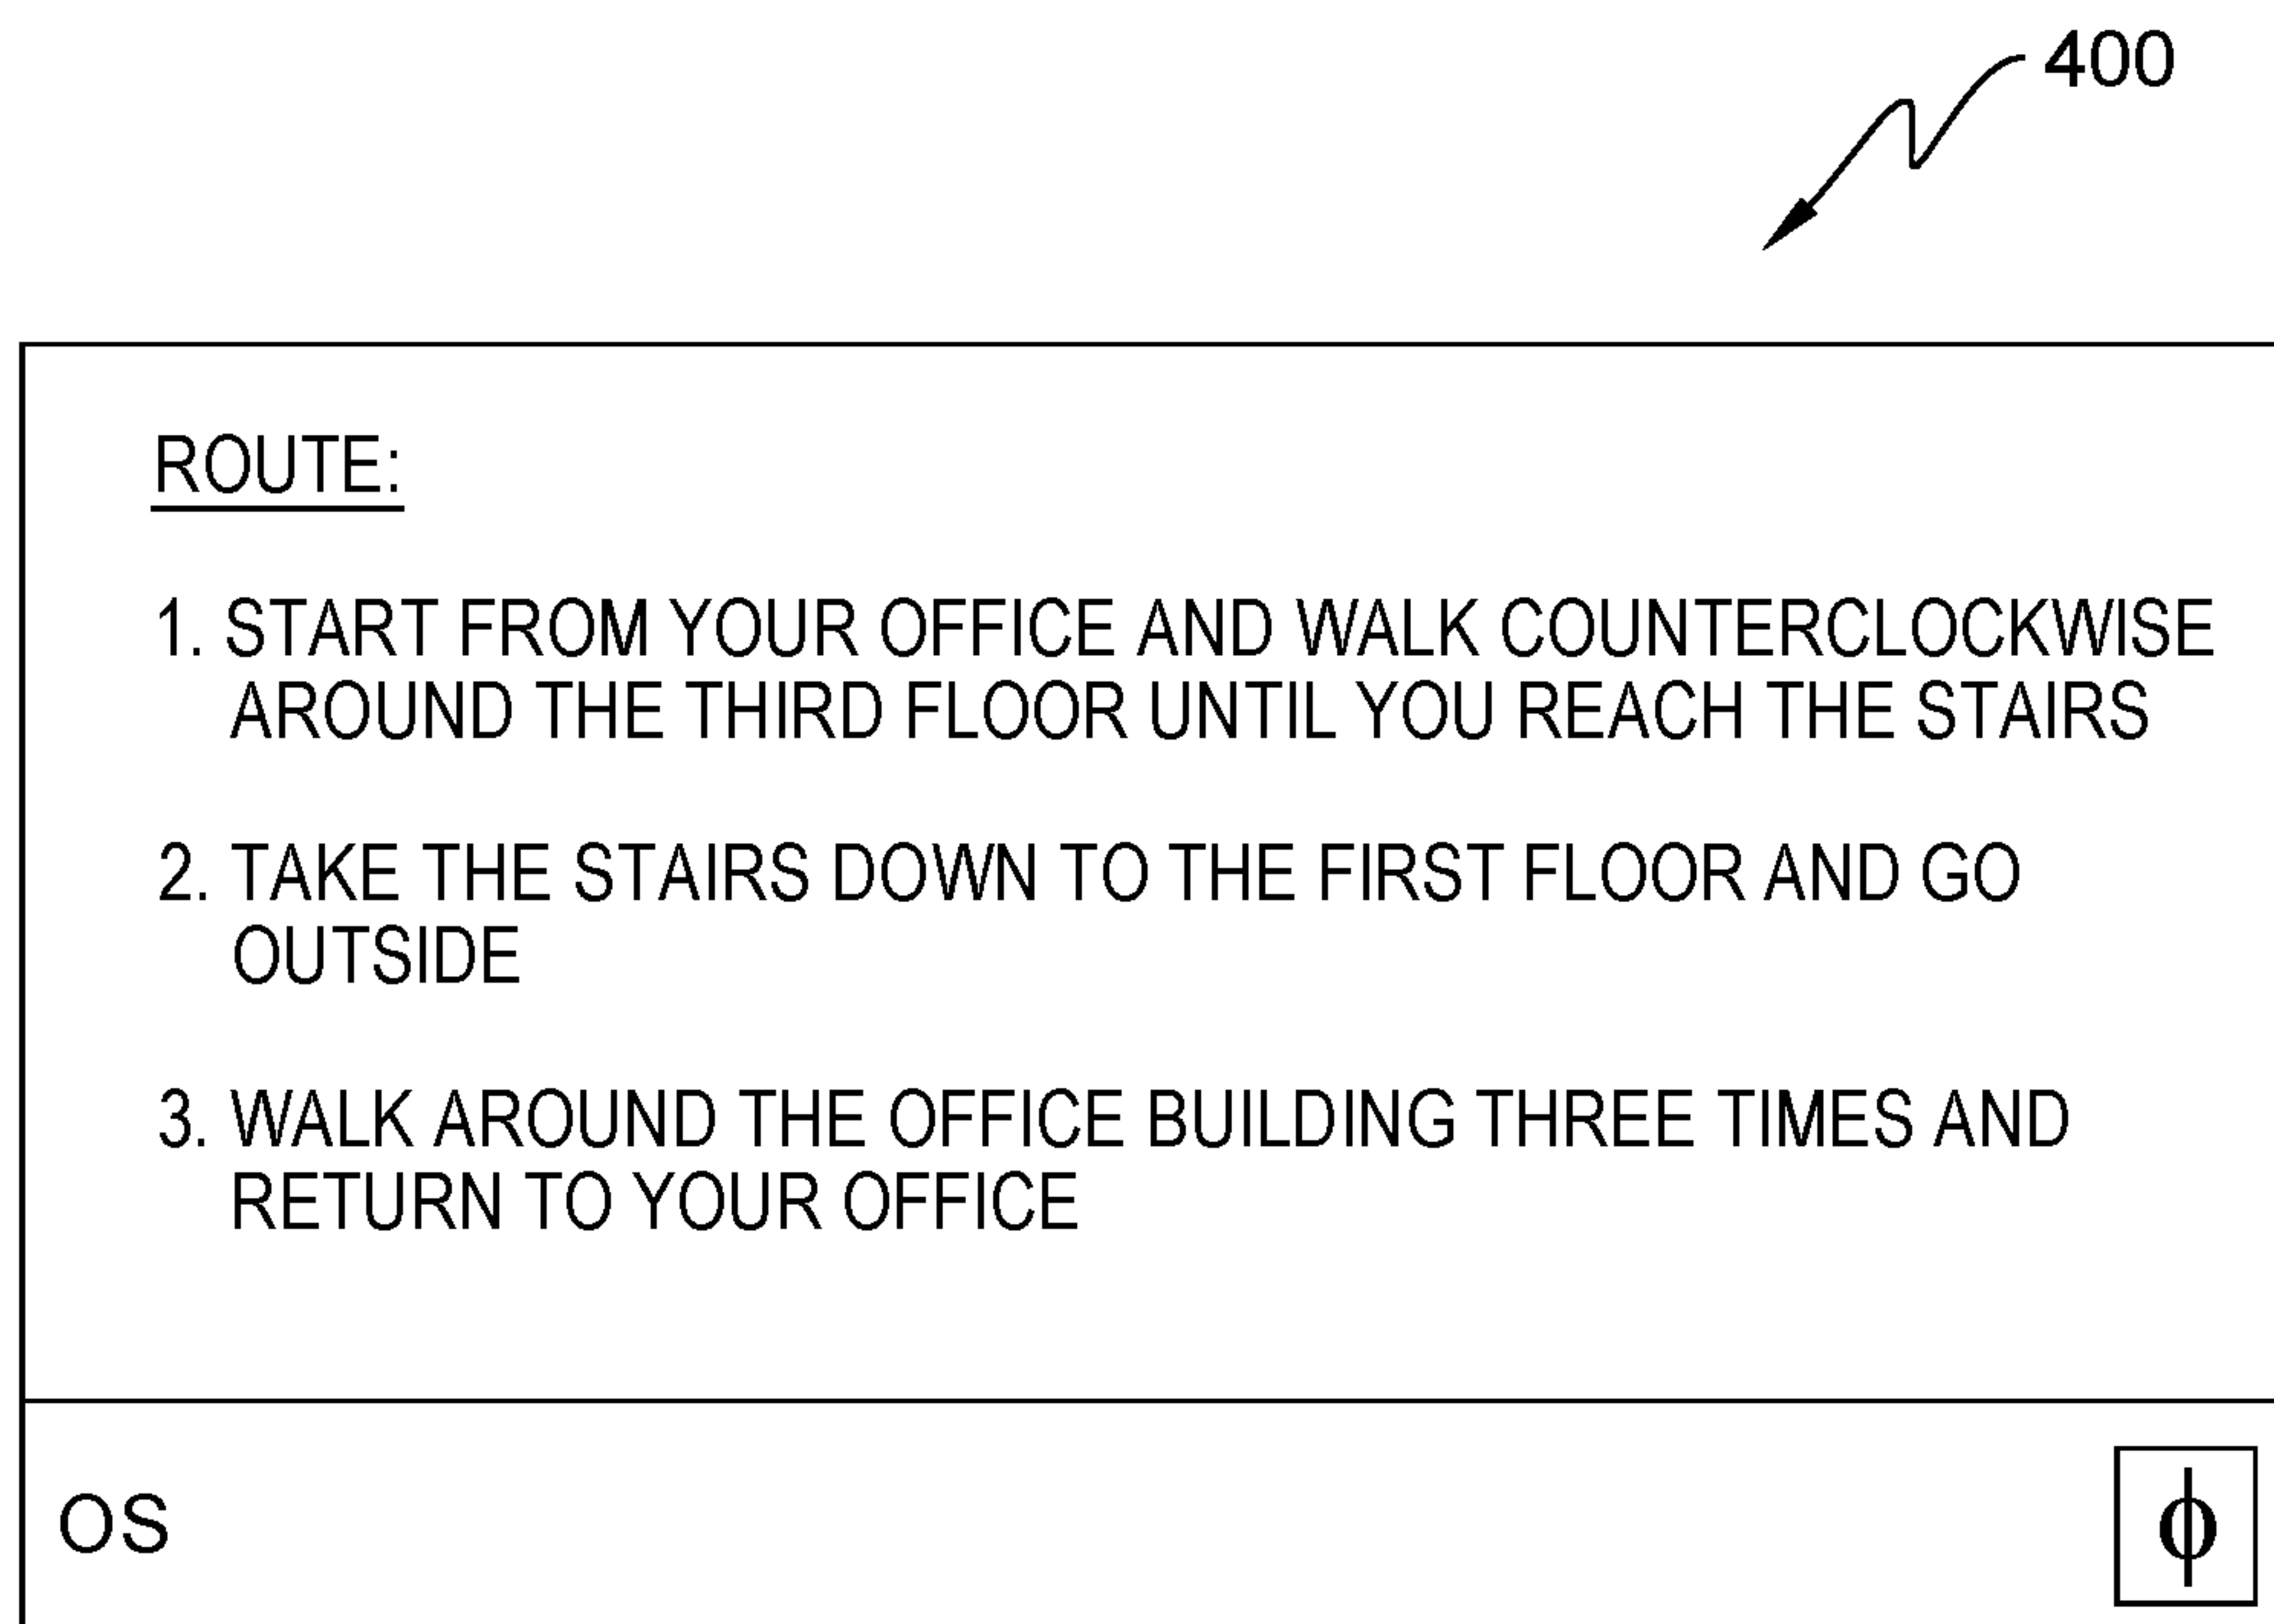 400
ROUTE:
1. START FROM YOUR OFFICE AND WALK COUNTERCLOCKWISE
AROUND THE THIRD FLOOR UNTIL YOU REACH THE STAIRS
2. TAKE THE STAIRS DOWN TO THE FIRST FLOOR AND GO
OUTSIDE
3. WALK AROUND THE OFFICE BUILDING THREE TIMES AND
RETURN TO YOUR OFFICE
OS
ϕ